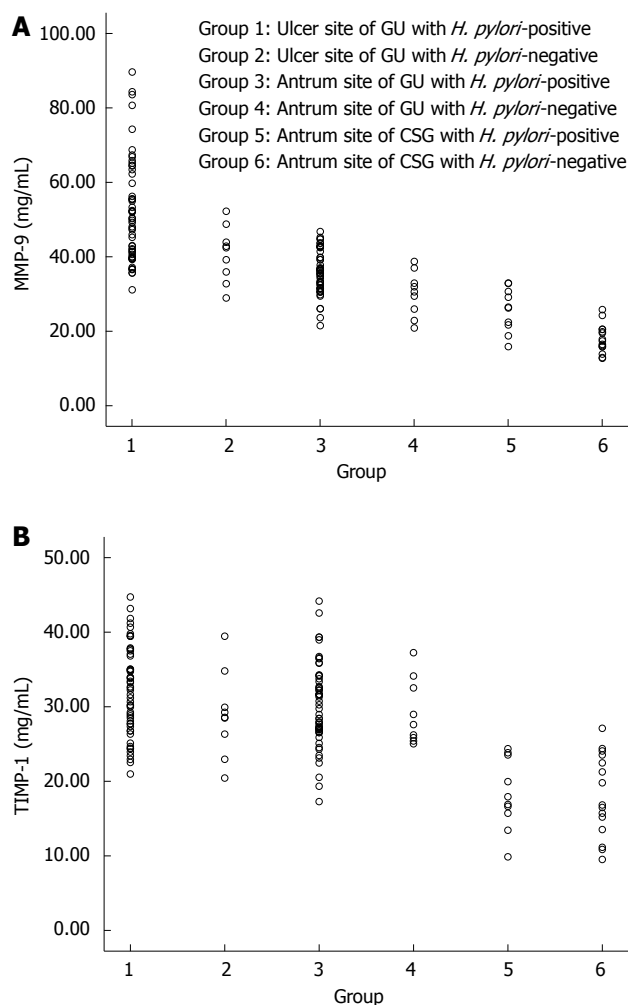 A
Group 1: Ulcer site of GU with H. pylori-positive
Group 2: Ulcer site of GU with H. pylori-negative
Group 3: Antrum site of GU with H. pylori-positive
Group 4: Antrum site of GU with H. pylori-negative
Group 5: Antrum site of CSG with H. pylori-positive
Group 6: Antrum site of CSG with H. pylori-negative
MMP-9 (mg/mL)
100.00
80.00
60.00
40.00
20.00
0.00
1 2 3 4 5 6
Group
B
TIMP-1 (mg/mL)
50.00
40.00
30.00
20.00
10.00
0.00
1 2 3 4 5 6
Group